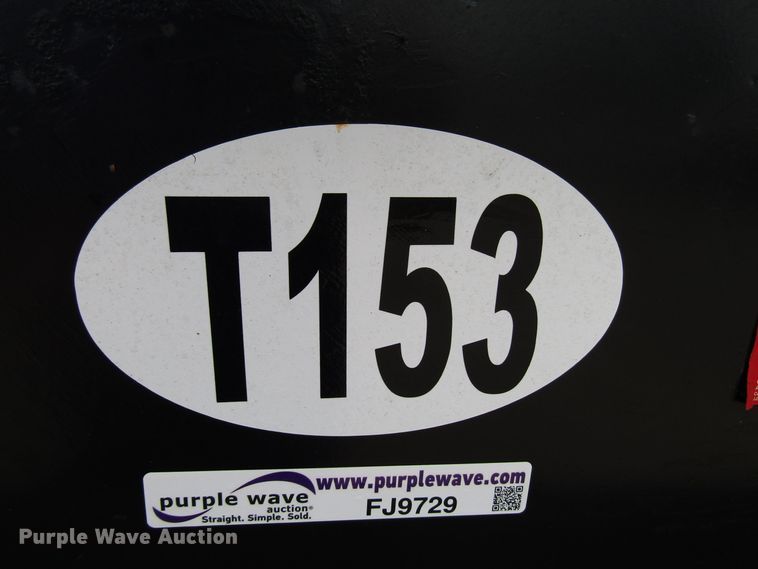 T153
purple wave
auction®
Straight. Simple. Sold.
www.purplewave.com
FJ9729
Purple Wave Auction